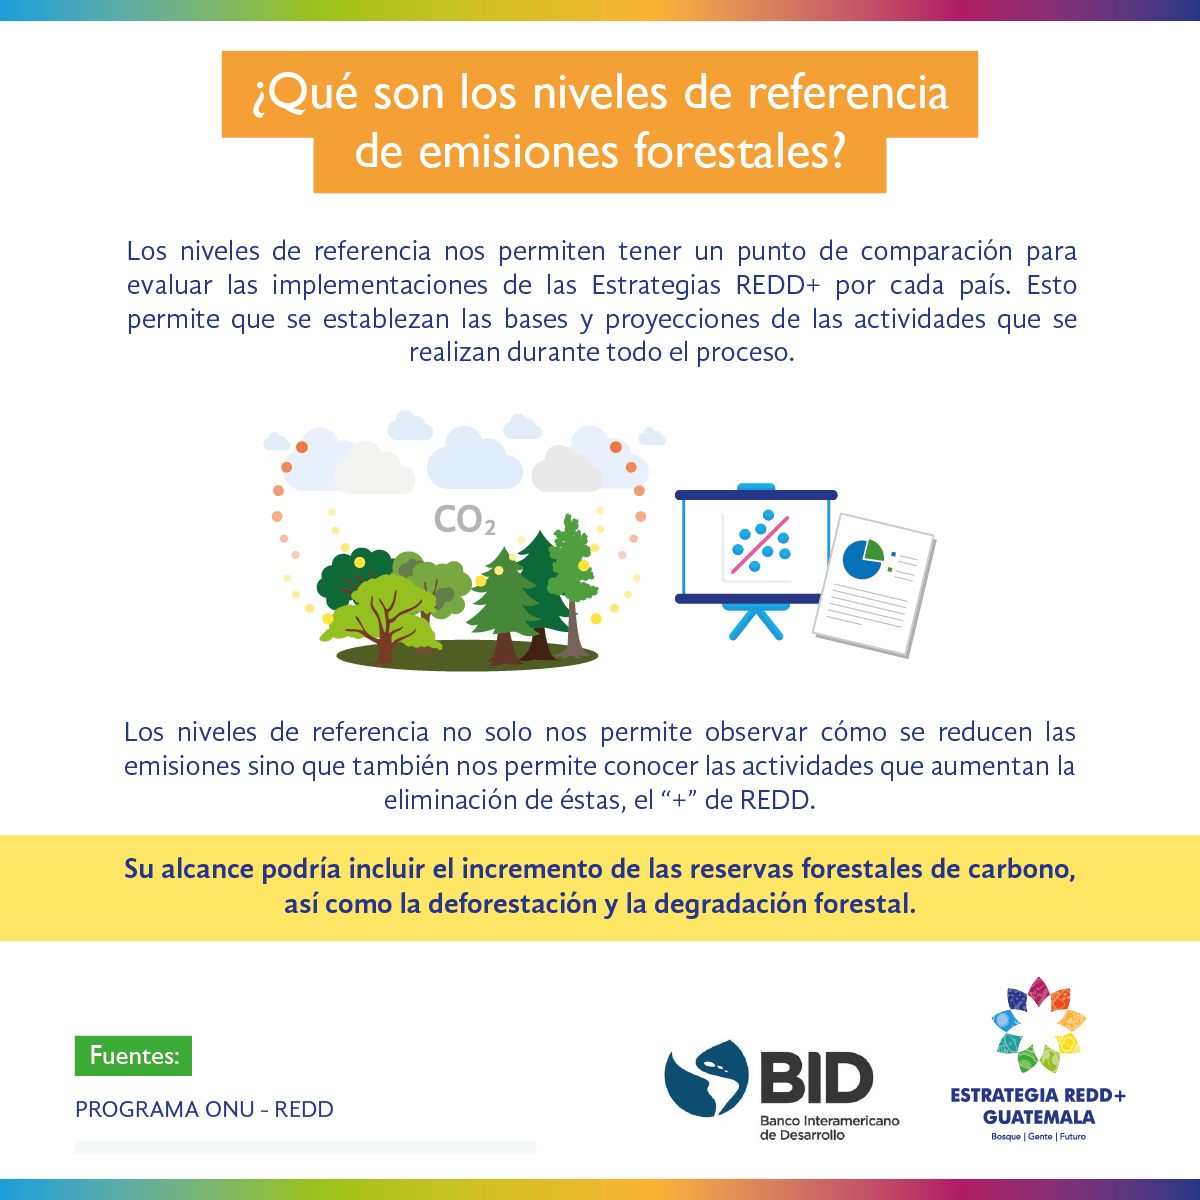 ¿Qué son los niveles de referencia
de emisiones forestales?
Los niveles de referencia nos permiten tener un punto de comparación para
evaluar las implementaciones de las Estrategias REDD+ por cada país. Esto
permite que se establezan las bases y proyecciones de las actividades que se
realizan durante todo el proceso.
CO₂
Los niveles de referencia no solo nos permite observar cómo se reducen las
emisiones sino que también nos permite conocer las actividades que aumentan la
eliminación de éstas, el “+” de REDD.
Su alcance podría incluir el incremento de las reservas forestales de carbono,
así como la deforestación y la degradación forestal.
Fuentes:
PROGRAMA ONU - REDD
BID
Banco Interamericano
de Desarrollo
ESTRATEGIA REDD+
GUATEMALA
Bosque | Gente | Futuro